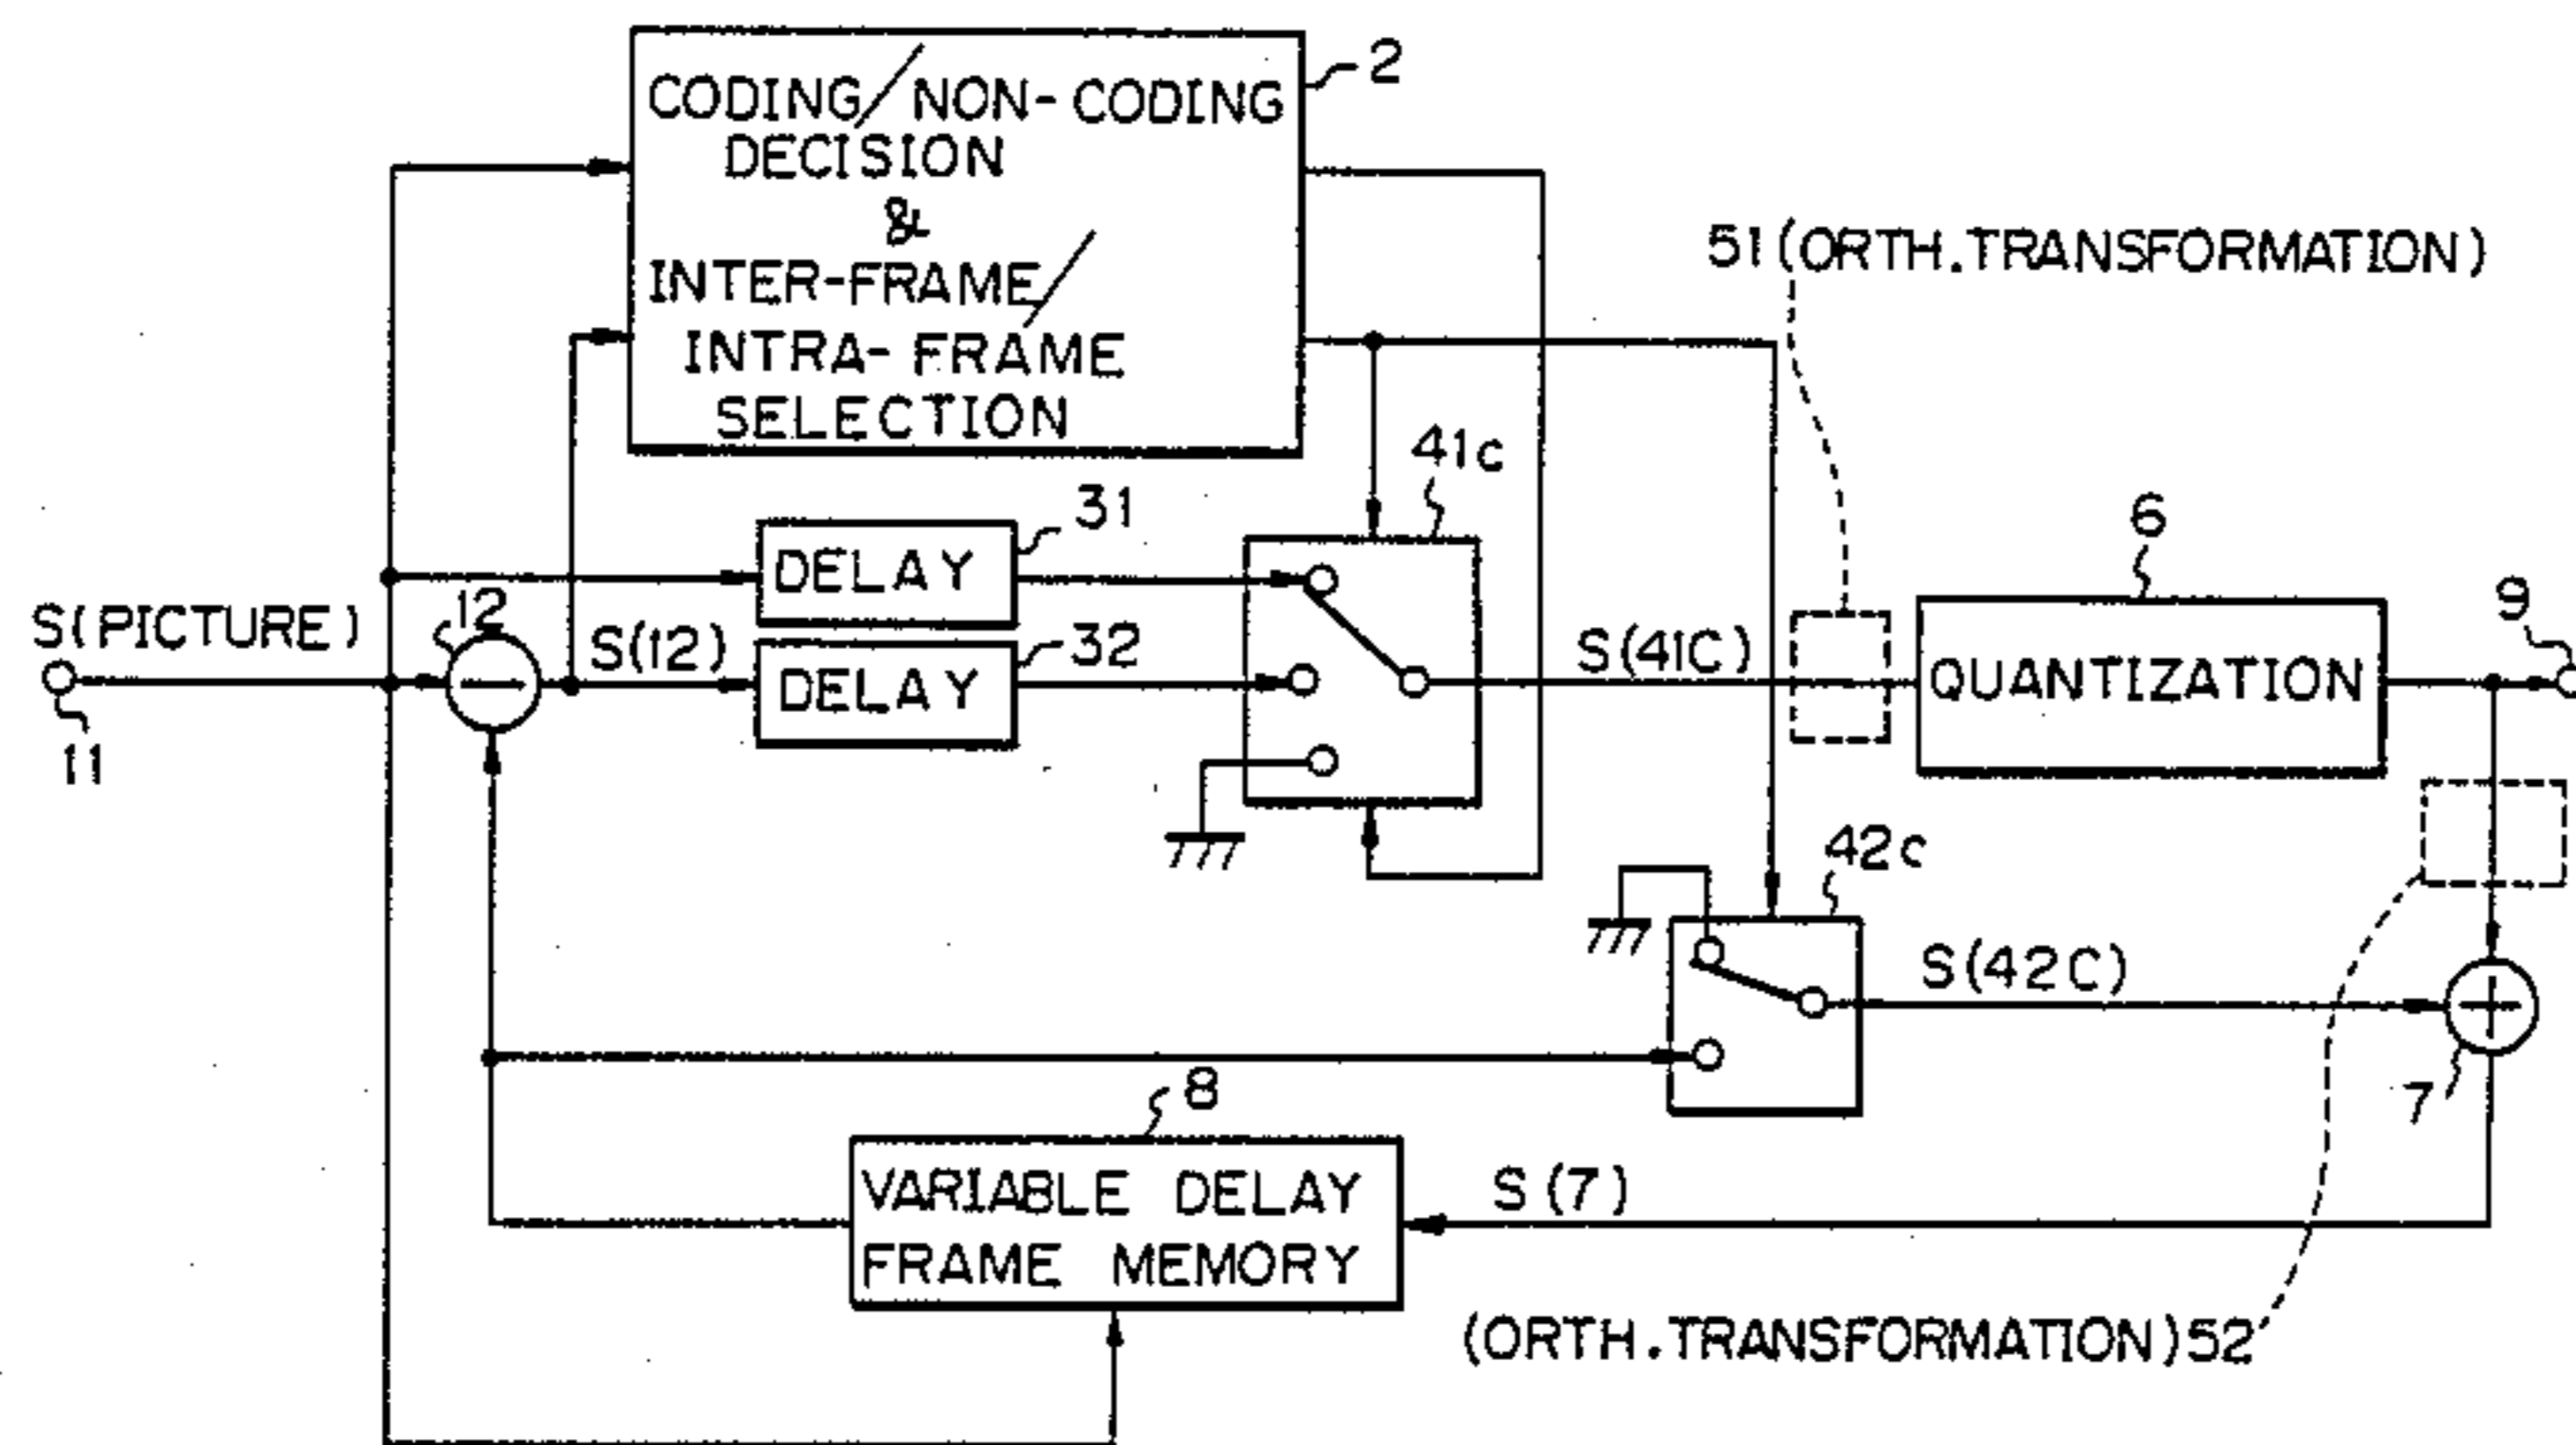 CODING/NON-CODING
DECISION
&
INTER-FRAME/
INTRA-FRAME
SELECTION
2
51(ORTH.TRANSFORMATION)
41c
31
DELAY
6
QUANTIZATION
9
S(PICTURE)
12
S(12)
32
DELAY
S(41C)
11
42c
S(42C)
7
8
VARIABLE DELAY
FRAME MEMORY
S(7)
(ORTH.TRANSFORMATION)52